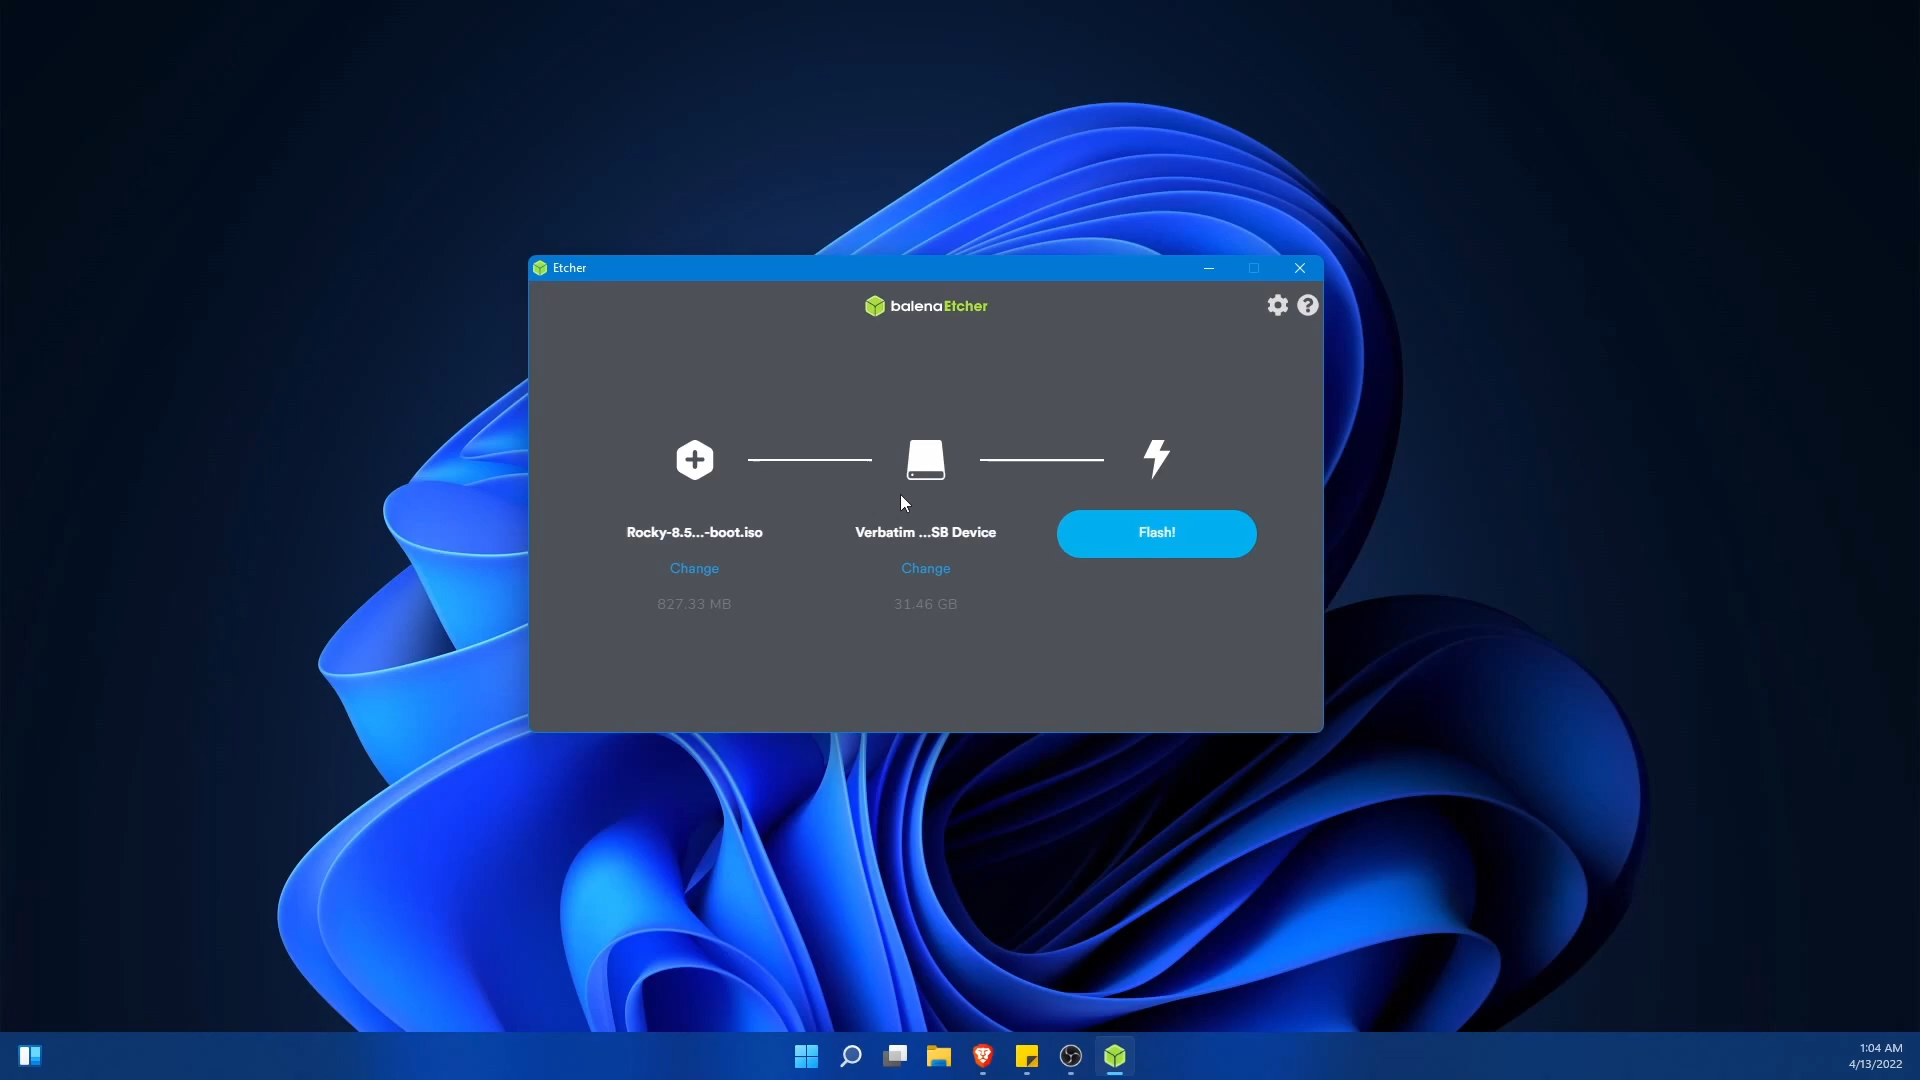 Etcher
balenaEtcher
Rocky-8.5...-boot.iso
Verbatim ...SB Device
Flash!
Change
Change
827.33 MB
31.46 GB
1:04 AM
4/13/2022